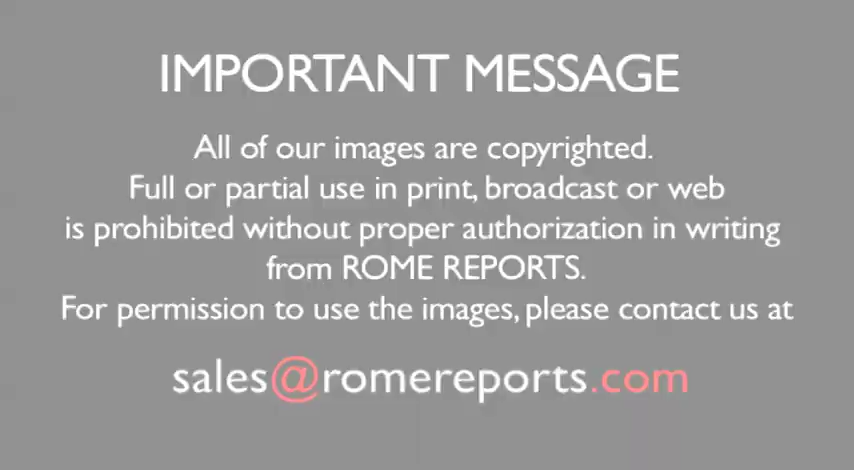 IMPORTANT MESSAGE
All of our images are copyrighted.
Full or partial use in print, broadcast or web
is prohibited without proper authorization in writing
from ROME REPORTS.
For permission to use the images, please contact us at
sales@romereports.com